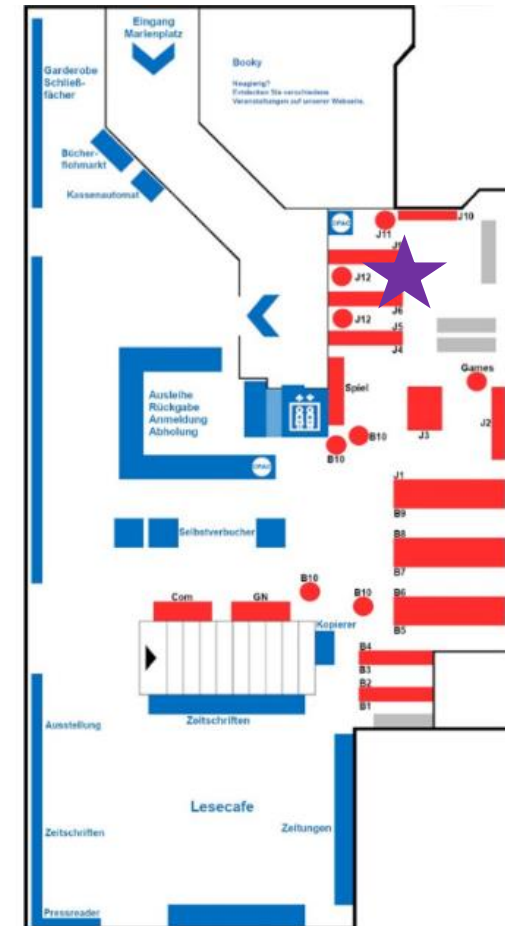 Eingang
Marienplatz
Garderobe
Schließ-
fächer
Booky
Neugierig?
Entdecken Sie verschiedene
Veranstaltungen auf unserer Webseite.
Bücher-
flohmarkt
Kassenautomat
OPAC
J11
J10
J12
J6
J12
J5
J4
Games
Spiel
Ausleihe
Rückgabe
Anmeldung
Abholung
J2
J3
B10
B10
OPAC
J1
B9
Selbstverbucher
B8
B7
B10
B10
Com
GN
B6
Kopierer
B5
B4
B3
B2
B1
Zeitschriften
Ausstellung
Lesecafe
Zeitungen
Zeitschriften
Pressreader